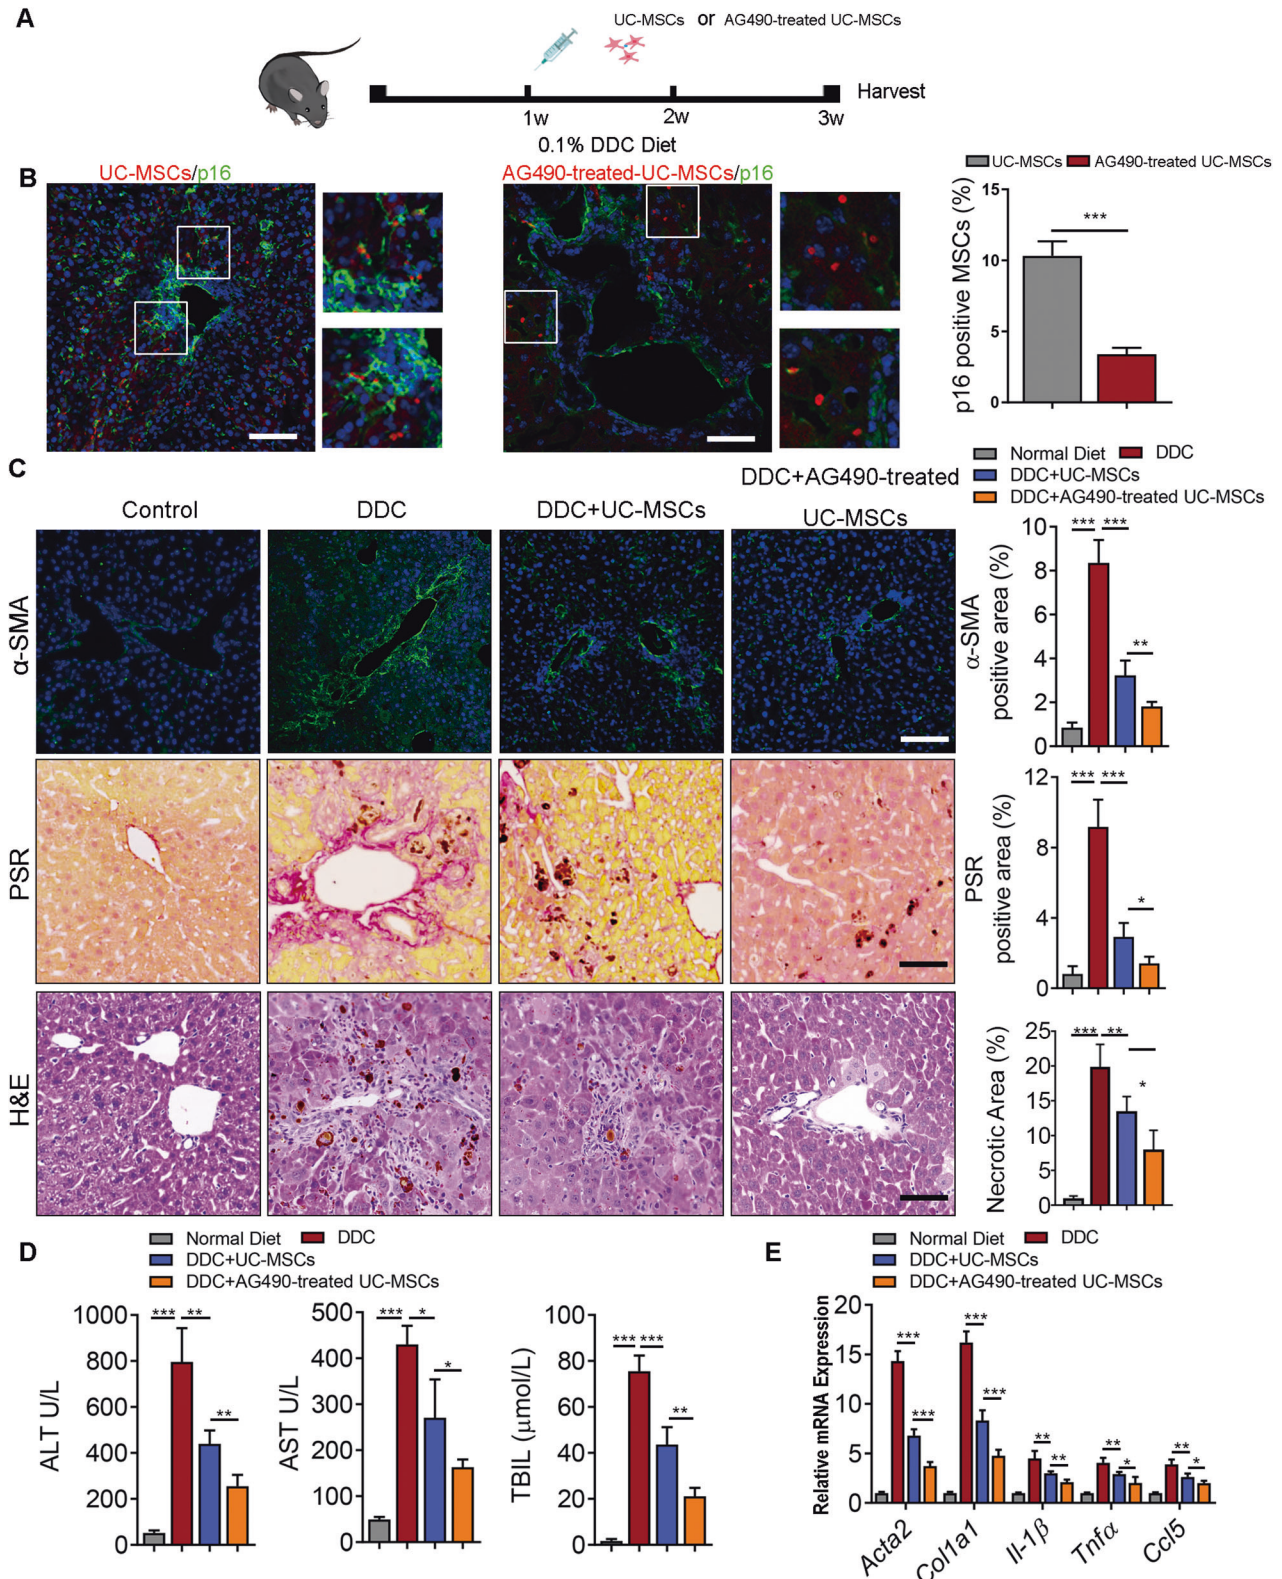 A
UC-MSCs or AG490-treated UC-MSCs
Harvest
1w 2w 3w
0.1% DDC Diet
B
UC-MSCs/p16
AG490-treated-UC-MSCs/p16
UC-MSCs AG490-treated UC-MSCs
p16 positive MSCs (%)
15
10
5
0
***
C
Control
DDC
DDC+UC-MSCs
DDC+AG490-treated
UC-MSCs
α-SMA
PSR
H&E
Normal Diet DDC
DDC+UC-MSCs
DDC+AG490-treated UC-MSCs
α-SMA
positive area (%)
10
8
6
4
2
0
*** ***
**
PSR
positive area (%)
12
8
4
0
*** ***
*
Necrotic Area (%)
25
20
15
10
5
0
*** **
*
D
Normal Diet DDC
DDC+UC-MSCs
DDC+AG490-treated UC-MSCs
ALT U/L
1000
800
600
400
200
0
*** **
**
AST U/L
500
400
300
200
100
0
*** *
*
TBIL (μmol/L)
100
80
60
40
20
0
*** ***
**
E
Normal Diet DDC
DDC+UC-MSCs
DDC+AG490-treated UC-MSCs
Relative mRNA Expression
20
15
10
5
0
*** ***
*** ***
** **
** *
** *
Acta2 Col1a1 Il-1β Tnfα Ccl5